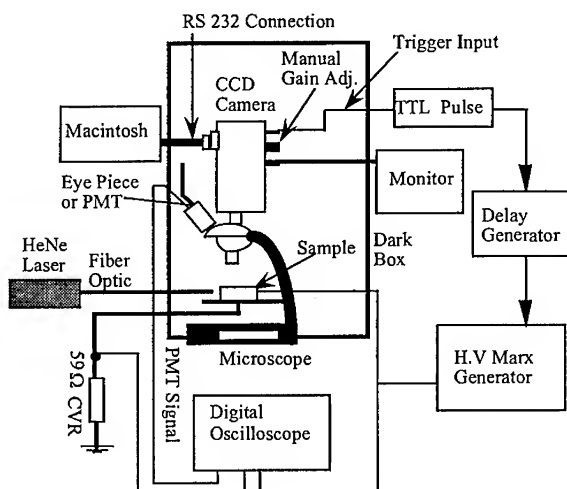 RS 232 Connection
Trigger Input
Manual
Gain Adj.
CCD
Camera
TTL Pulse
Macintosh
Monitor
Eye Piece
or PMT
Delay
Generator
HeNe
Laser
Fiber
Optic
Sample
Dark
Box
Microscope
H.V Marx
Generator
59Ω CVR
PMT Signal
Digital
Oscilloscope